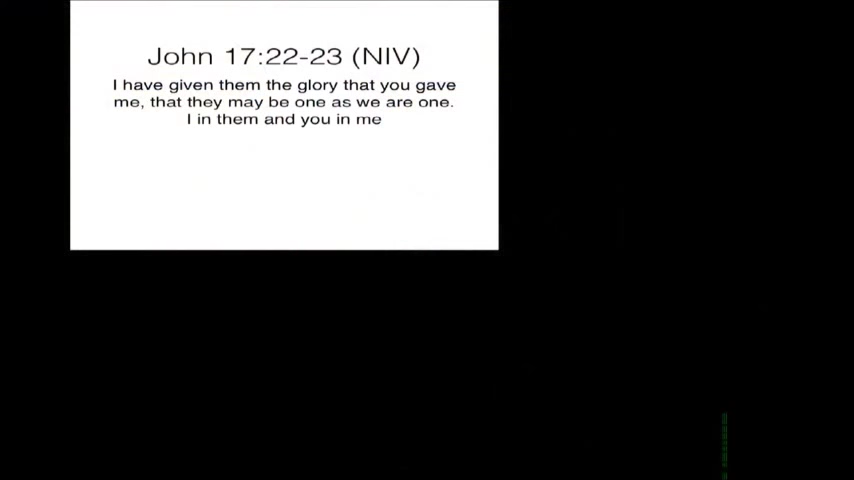 John 17:22-23 (NIV)
I have given them the glory that you gave
me, that they may be one as we are one.
I in them and you in me